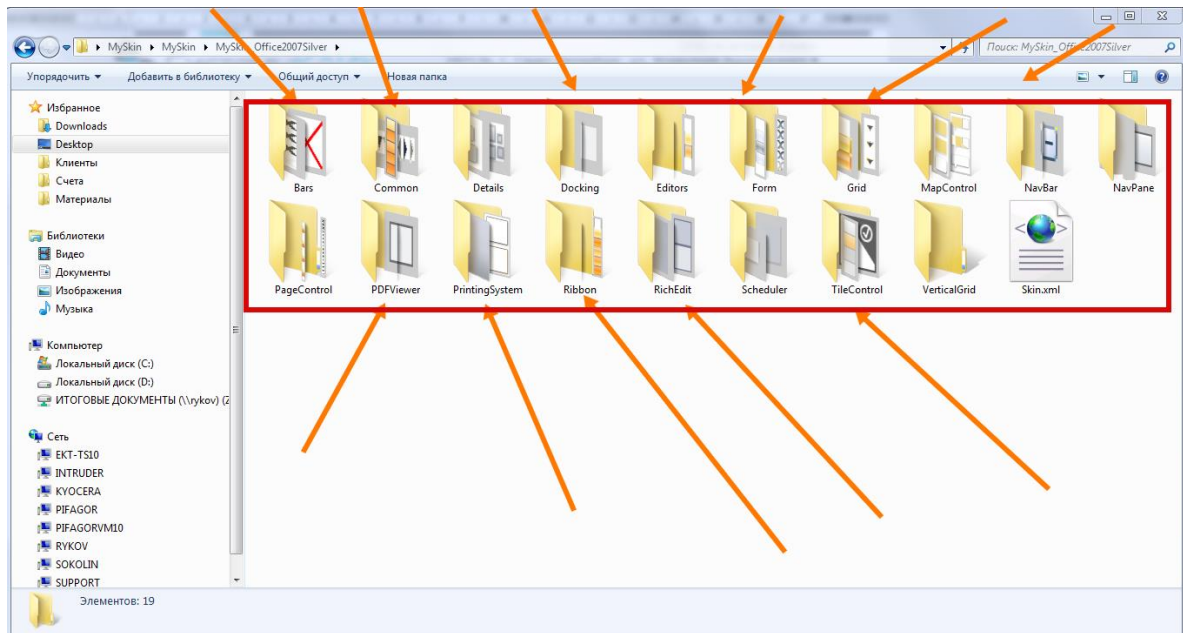 MySkin ▸ MySkin ▸ MySkin_Office2007Silver ▸
Поиск: MySkin_Office2007Silver
Упорядочить Добавить в библиотеку Общий доступ Новая папка
Избранное
Downloads
Desktop
Клиенты
Счета
Материалы
Библиотеки
Видео
Документы
Изображения
Музыка
Компьютер
Локальный диск (C:)
Локальный диск (D:)
ИТОГОВЫЕ ДОКУМЕНТЫ (\\rykov) (Z
Сеть
EKT-TS10
INTRUDER
KYOCERA
PIFAGOR
PIFAGORVM10
RYKOV
SOKOLIN
SUPPORT
Bars Common Details Docking Editors Form Grid MapControl NavBar NavPane
PageControl PDFViewer PrintingSystem Ribbon RichEdit Scheduler TileControl VerticalGrid Skin.xml
Элементов: 19